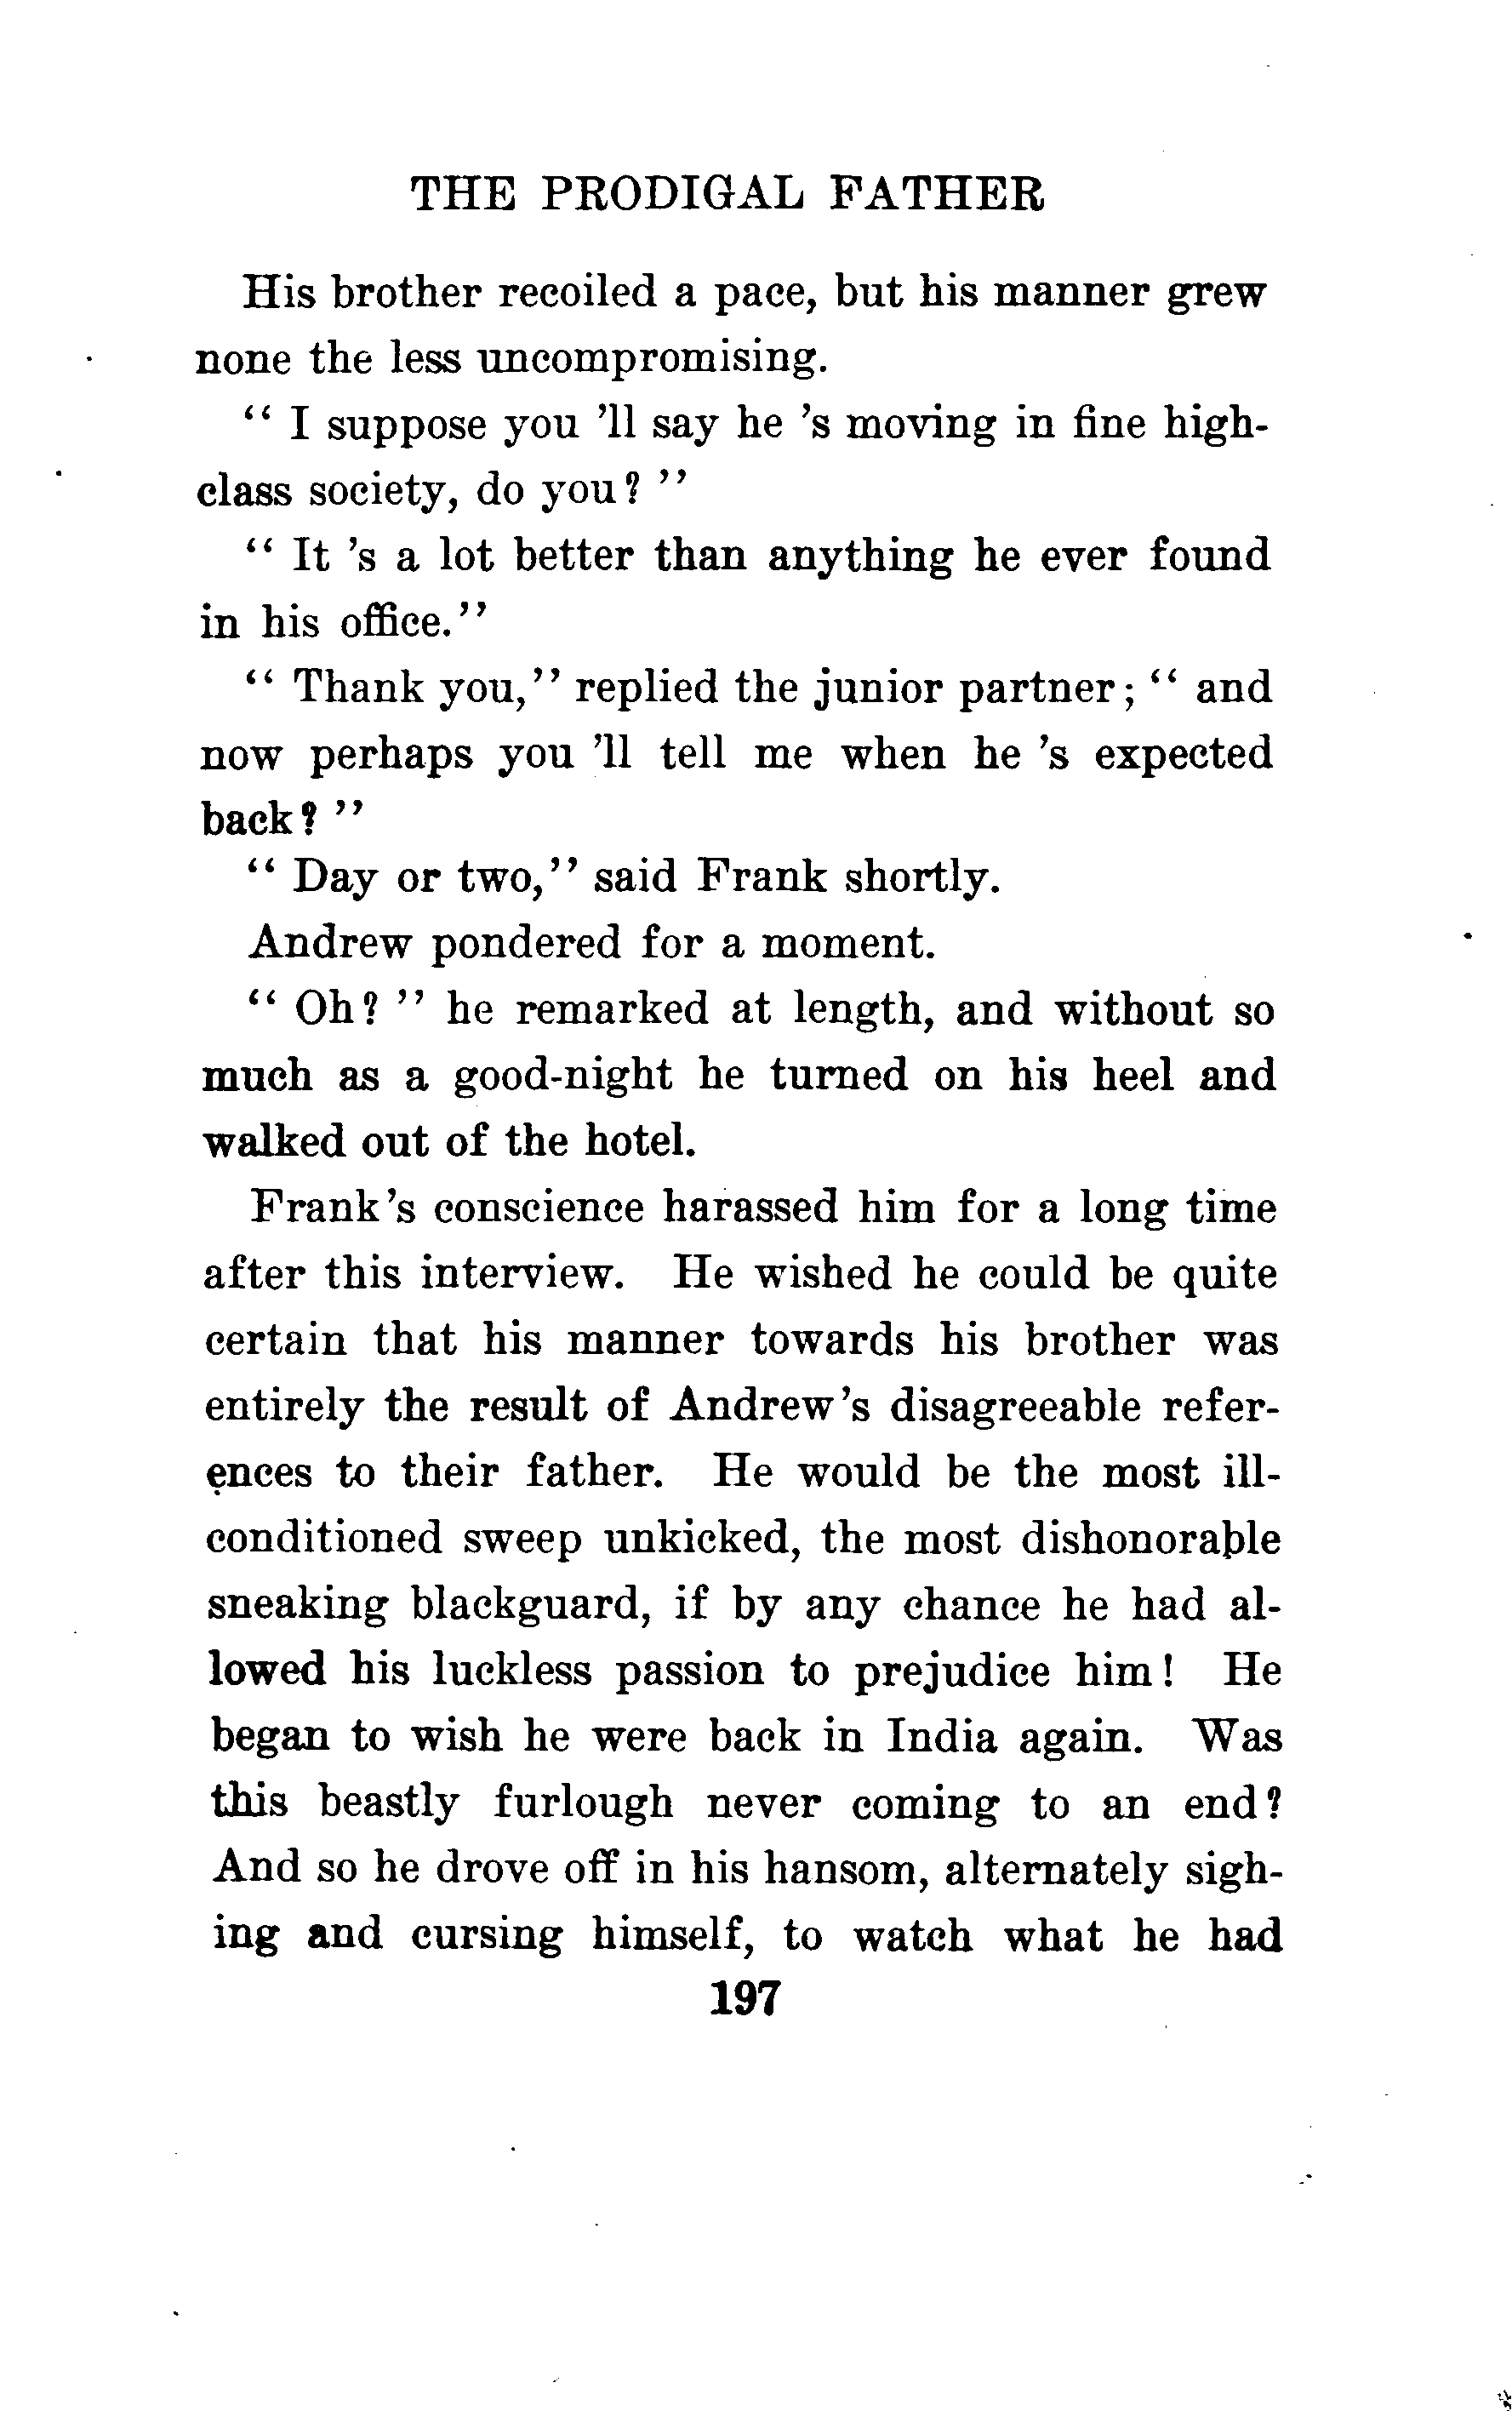 THE PRODIGAL FATHER
His brother recoiled a pace, but his manner grew
none the less uncompromising.
“ I suppose you ’ll say he ’s moving in fine high-
class society, do you? ”
“ It ’s a lot better than anything he ever found
in his office.”
“ Thank you,” replied the junior partner; “ and
now perhaps you ’ll tell me when he ’s expected
back? ”
“ Day or two,” said Frank shortly.
Andrew pondered for a moment.
“ Oh? ” he remarked at length, and without so
much as a good-night he turned on his heel and
walked out of the hotel.
Frank’s conscience harassed him for a long time
after this interview. He wished he could be quite
certain that his manner towards his brother was
entirely the result of Andrew’s disagreeable refer-
ences to their father. He would be the most ill-
conditioned sweep unkicked, the most dishonorable
sneaking blackguard, if by any chance he had al-
lowed his luckless passion to prejudice him! He
began to wish he were back in India again. Was
this beastly furlough never coming to an end?
And so he drove off in his hansom, alternately sigh-
ing and cursing himself, to watch what he had
197